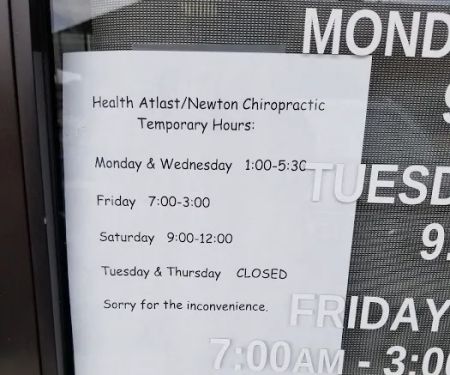 Health Atlast/Newton Chiropractic
Temporary Hours:
Monday & Wednesday 1:00-5:30
Friday 7:00-3:00
Saturday 9:00-12:00
Tuesday & Thursday CLOSED
Sorry for the inconvenience.
MOND
TUESD
9:
FRIDAY
7:00AM - 3:0